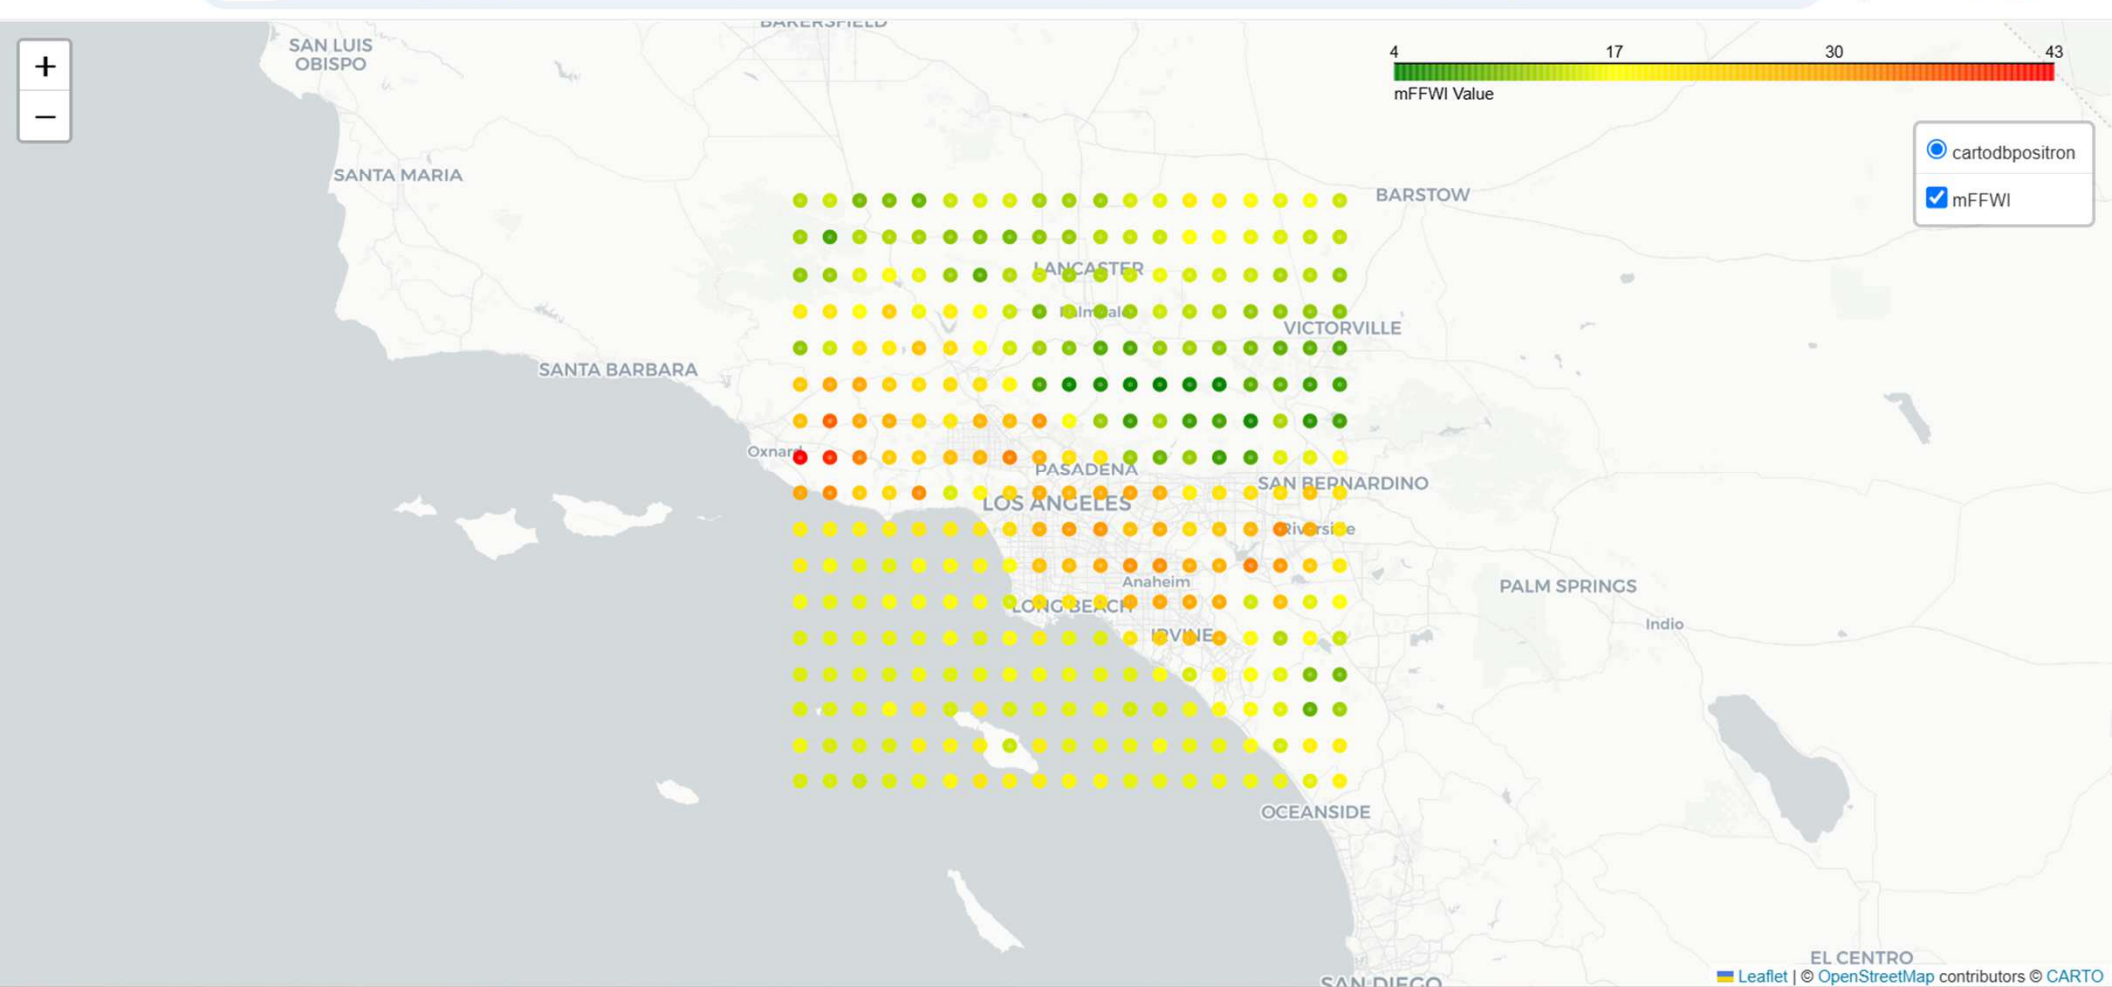 BAKERSFIELD
SAN LUIS
OBISPO
+
−
4 17 30 43
mFFWI Value
cartodbpositron
mFFWI
SANTA MARIA
BARSTOW
LANCASTER
Palmdale
VICTORVILLE
SANTA BARBARA
Oxnard
PASADENA
SAN BERNARDINO
LOS ANGELES
Riverside
Anaheim
PALM SPRINGS
LONG BEACH
Indio
IRVINE
OCEANSIDE
EL CENTRO
SAN DIEGO
Leaflet | © OpenStreetMap contributors © CARTO